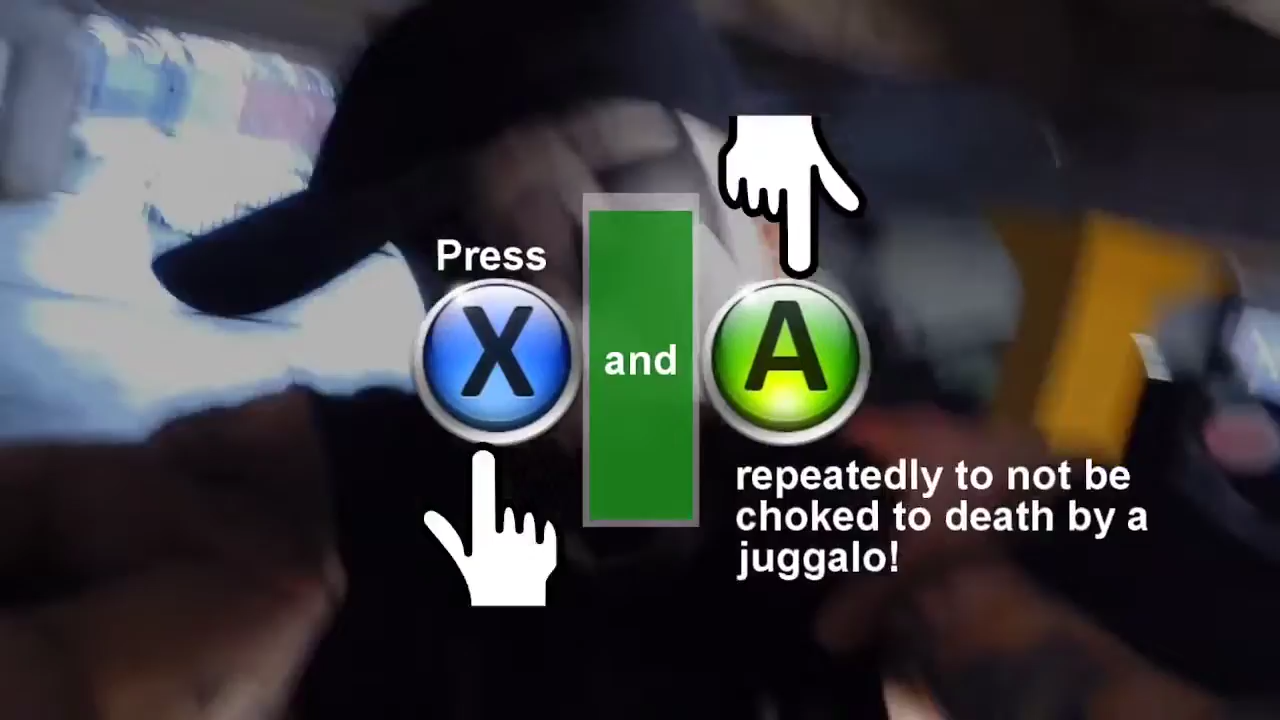 Press
X and A
repeatedly to not be
choked to death by a
juggalo!